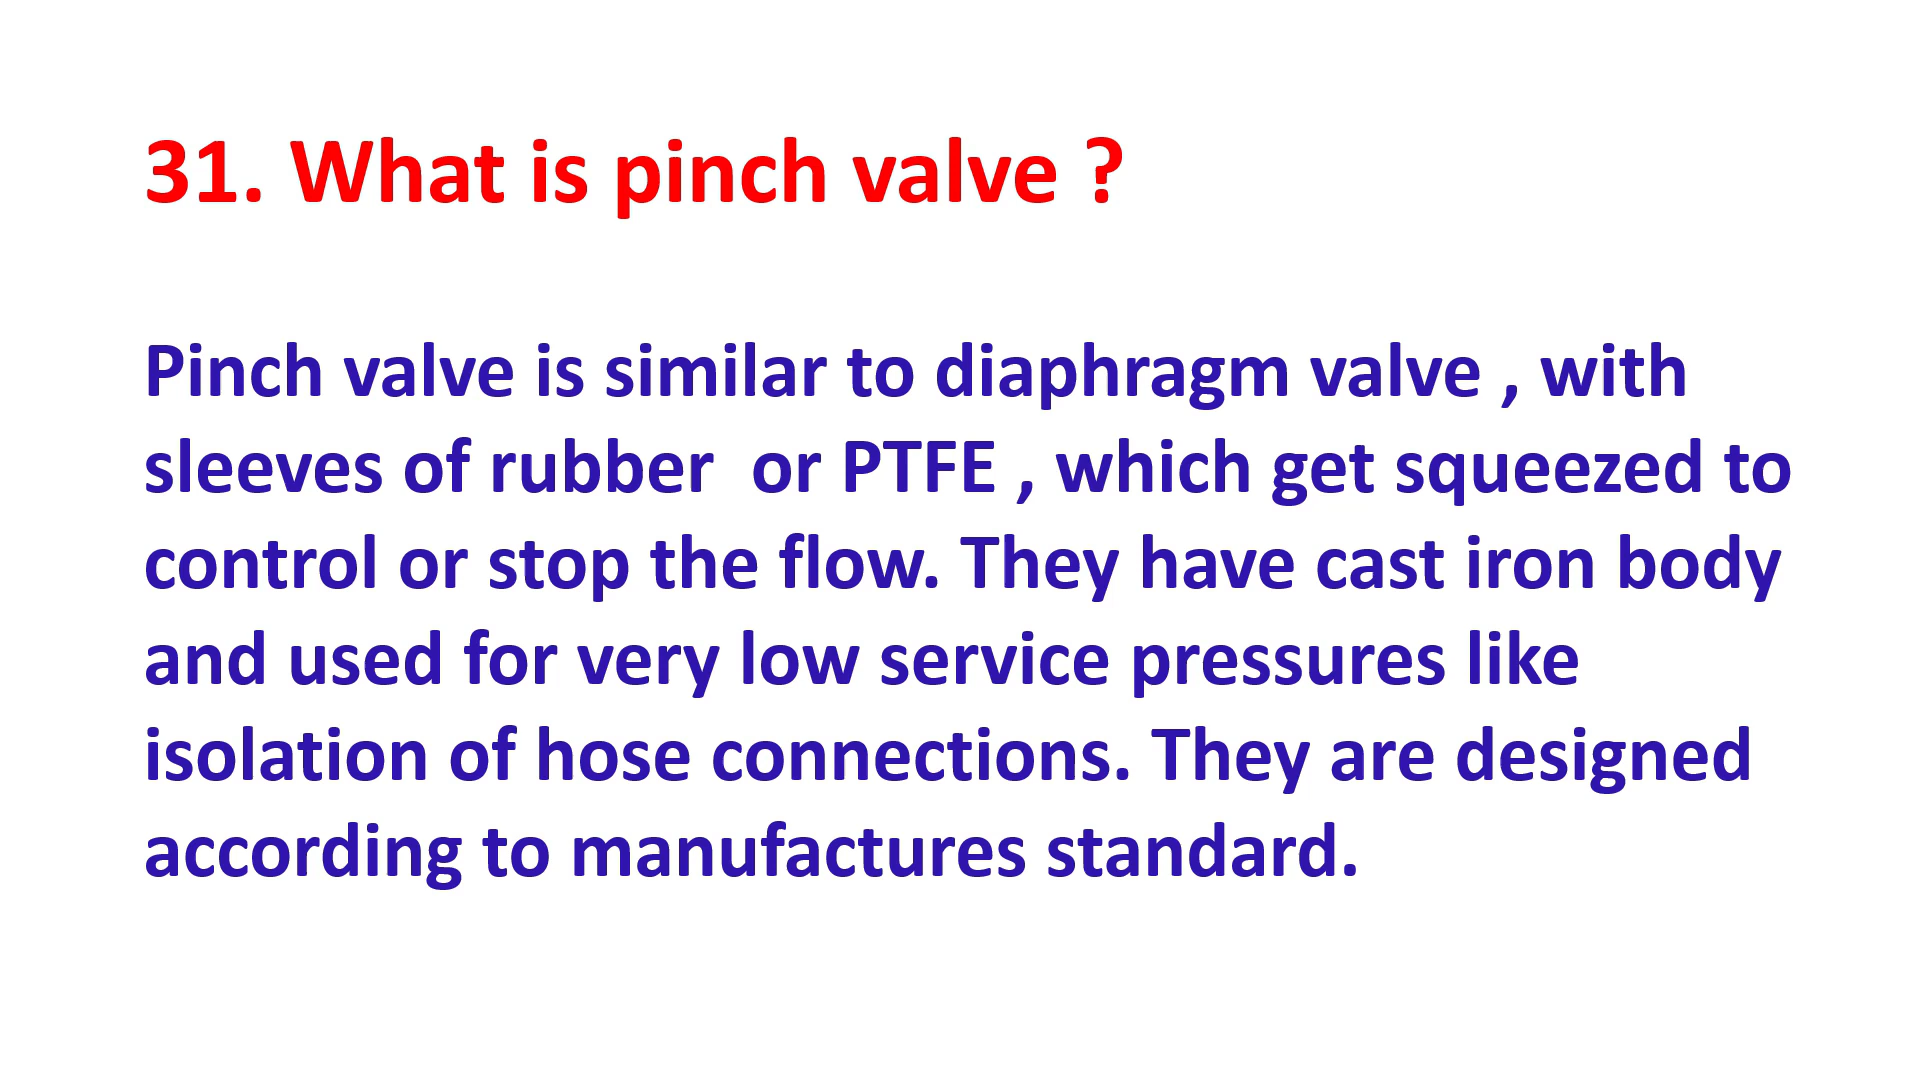 31. What is pinch valve ?
Pinch valve is similar to diaphragm valve , with
sleeves of rubber  or PTFE , which get squeezed to
control or stop the flow. They have cast iron body
and used for very low service pressures like
isolation of hose connections. They are designed
according to manufactures standard.